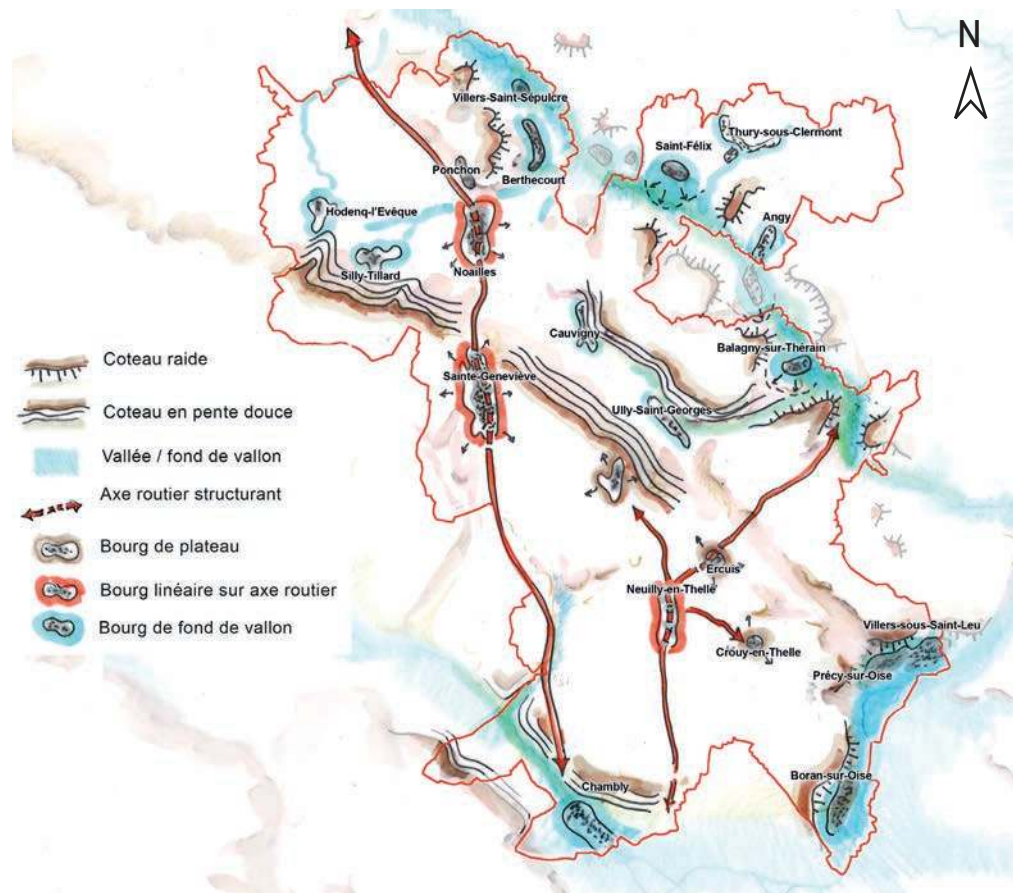 N
Villers-Saint-Sépulcre
Thury-sous-Clermont
Saint-Félix
Ponchon
Berthecourt
Hodenq-l'Evêque
Angy
Silly-Tillard
Noailles
Cauvigny
Balagny-sur-Thérain
Coteau raide
Sainte-Geneviève
Coteau en pente douce
Ully-Saint-Georges
Vallée / fond de vallon
Axe routier structurant
Bourg de plateau
Ercuis
Neuilly-en-Thelle
Bourg linéaire sur axe routier
Bourg de fond de vallon
Villers-sous-Saint-Leu
Crouy-en-Thelle
Précy-sur-Oise
Boran-sur-Oise
Chambly